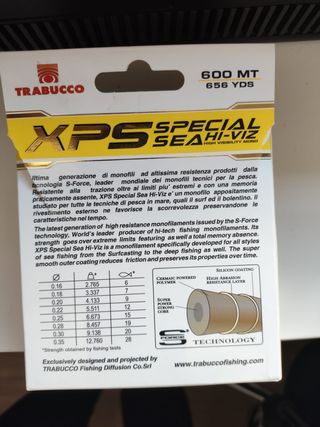 TRABUCCO
600 MT
656 YDS
XPS SPECIAL SEA HI-VIZ
HIGH VISIBILITY MONO
Ultima generazione di monofili ad altissima resistenza prodotti dalla
tecnologia S-Force, leader mondiale dei monofili tecnici per la pesca.
Resistente alla trazione oltre ai limiti piu' estremi e con una memoria
praticamente assente, XPS Special Sea Hi-Viz e' un monofilo appositamente
studiato per tutte le tecniche di pesca in mare, quali il surf ed il bolentino. Il
rivestimento esterno ne favorisce la scorrevolezza preservandone le
caratteristiche nel tempo.
The latest generation of high resistance monofilaments issued by the S-Force
technology, World's leader producer of hi-tech fishing monofilaments. Its
strength goes over extreme limits featuring as well a total memory absence.
XPS Special Sea Hi-Viz is a monofilament specifically developed for all styles
of sea fishing from the Surfcasting to the deep fishing as well. The super
smooth outer coating reduces friction and preserve its properties over time.
Ø
0.16 2.765 6
0.18 3.337 7
0.20 4.133 9
0.22 5.511 12
0.25 6.673 15
0.28 8.457 19
0.30 9.138 20
0.35 12.760 28
*Strength obtained by fishing tests
SILICON COATING
CERMAC POWERED
POLYMER
HIGH ABRASION
RESISTANCE LAYER
SUPER
POWER
STRONG
CORE
S FORCE
TECHNOLOGY
Exclusively designed and projected by
TRABUCCO Fishing Diffusion Co.Srl
www.trabuccofishing.com